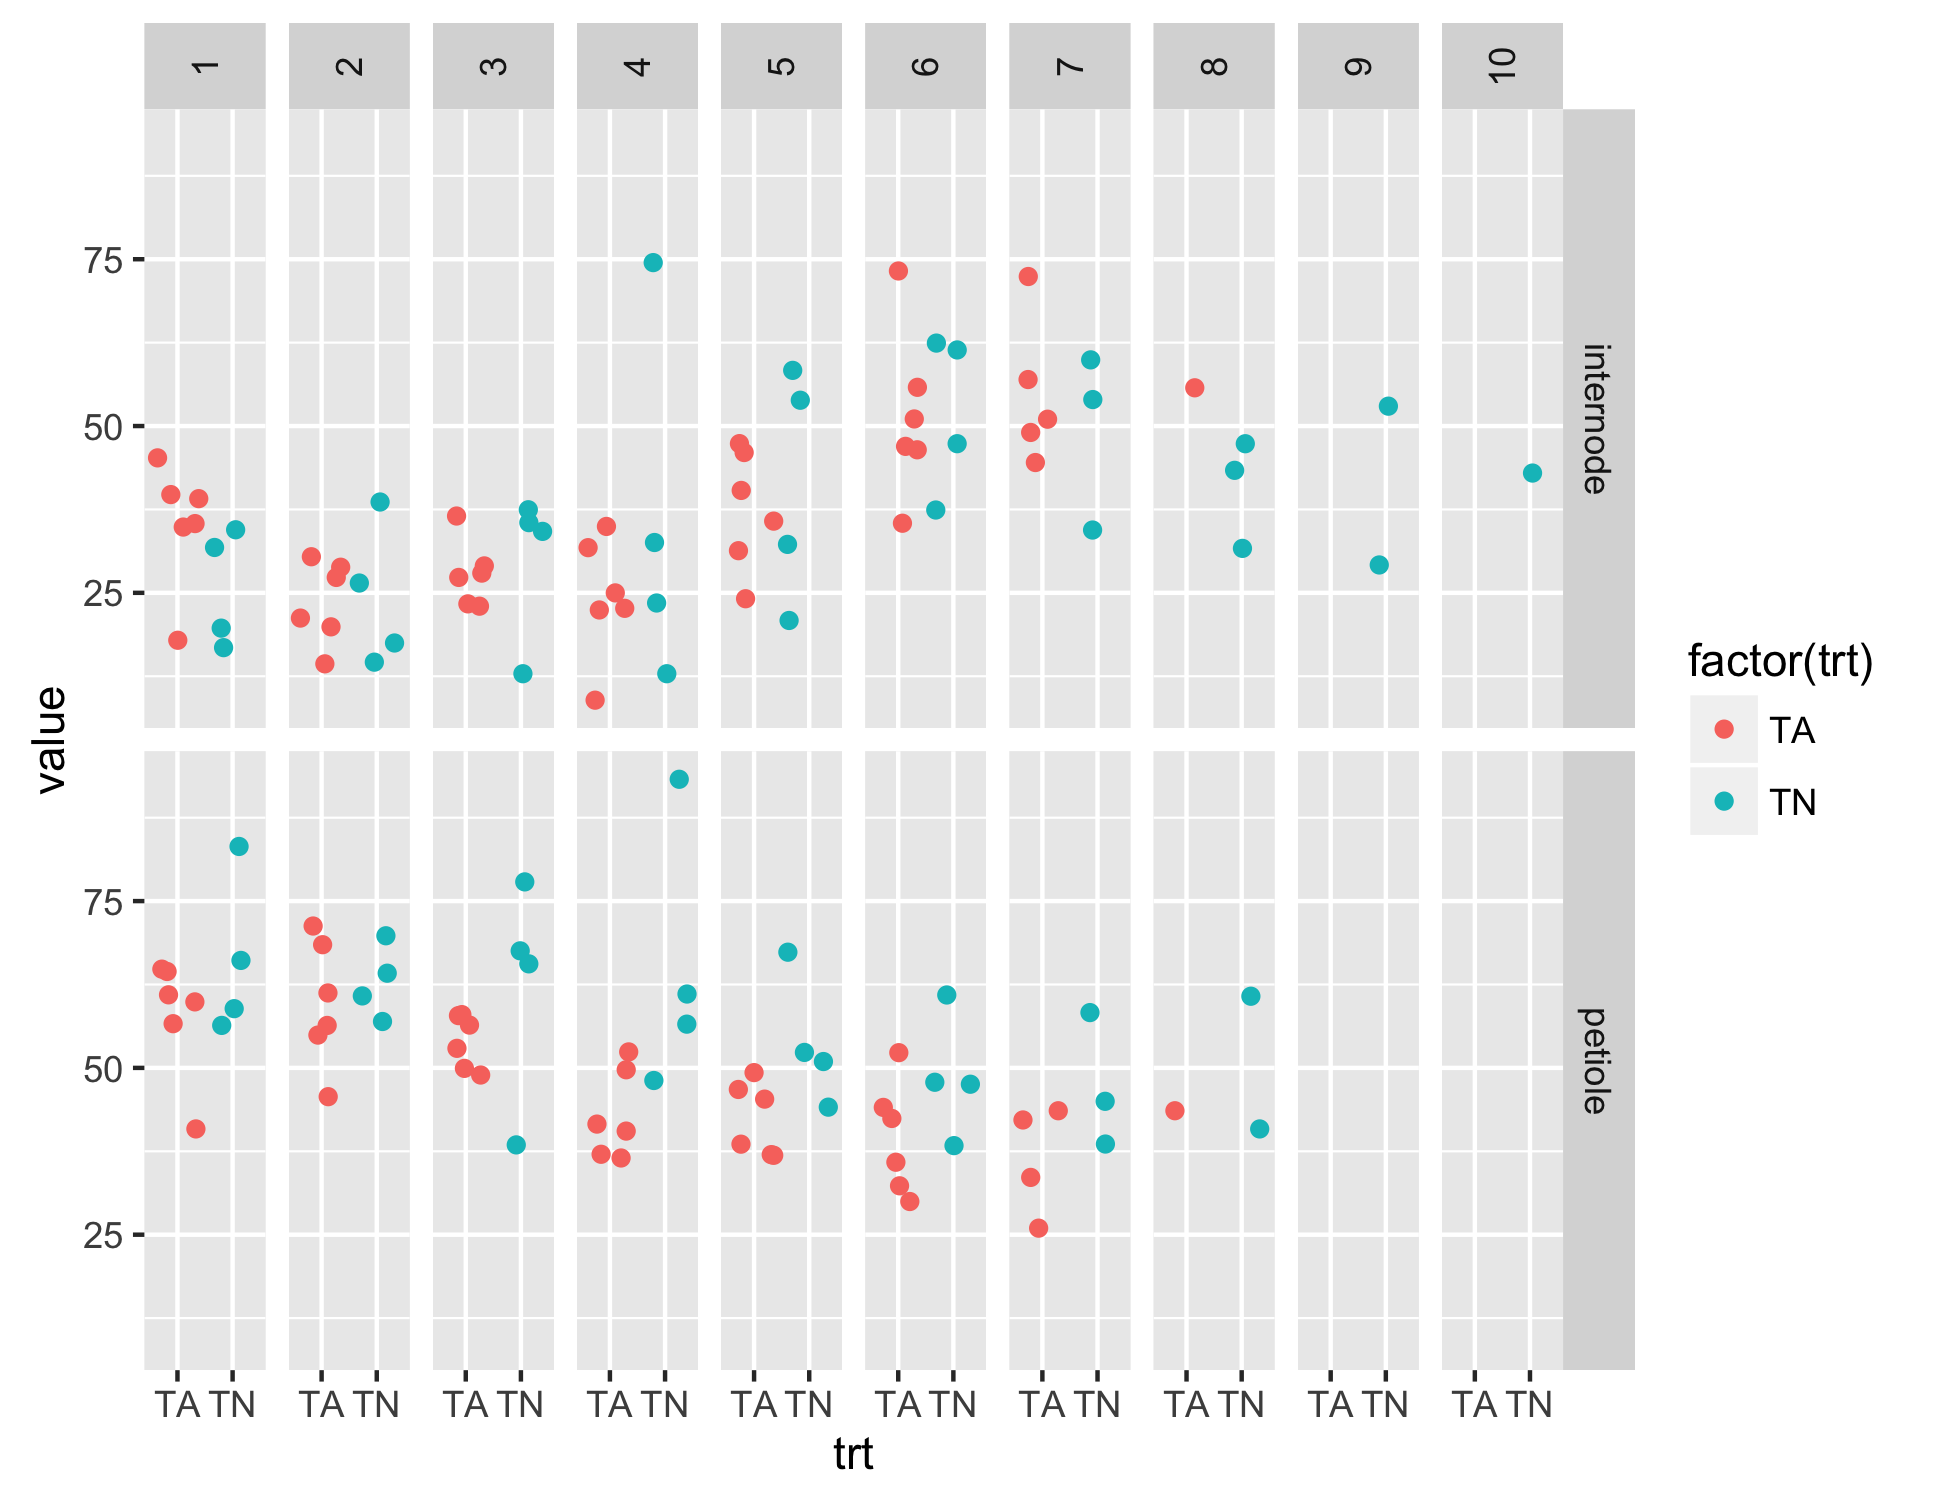 1 2 3 4 5 6 7 8 9 10
75
50
25
internode
value
75
50
25
petiole
TA TN TA TN TA TN TA TN TA TN TA TN TA TN TA TN TA TN TA TN
trt
factor(trt)
TA
TN